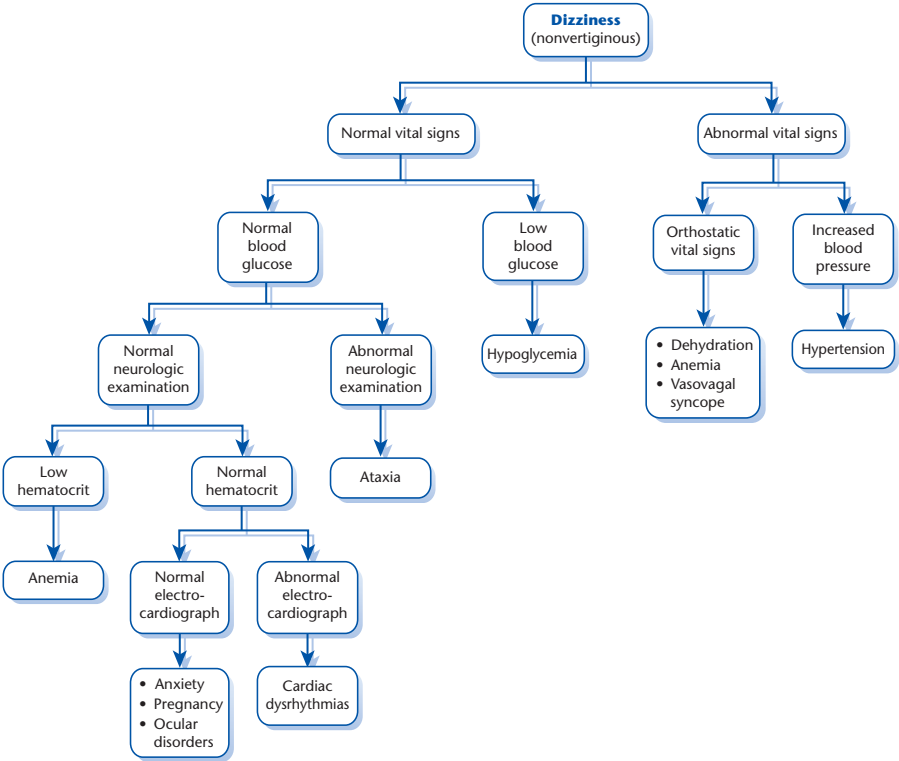 Dizziness
(nonvertiginous)
Normal vital signs
Abnormal vital signs
Normal
blood
glucose
Low
blood
glucose
Orthostatic
vital signs
Increased
blood
pressure
Normal
neurologic
examination
Abnormal
neurologic
examination
Hypoglycemia
• Dehydration
• Anemia
• Vasovagal
syncope
Hypertension
Low
hematocrit
Normal
hematocrit
Ataxia
Anemia
Normal
electro-
cardiograph
Abnormal
electro-
cardiograph
• Anxiety
• Pregnancy
• Ocular
disorders
Cardiac
dysrhythmias